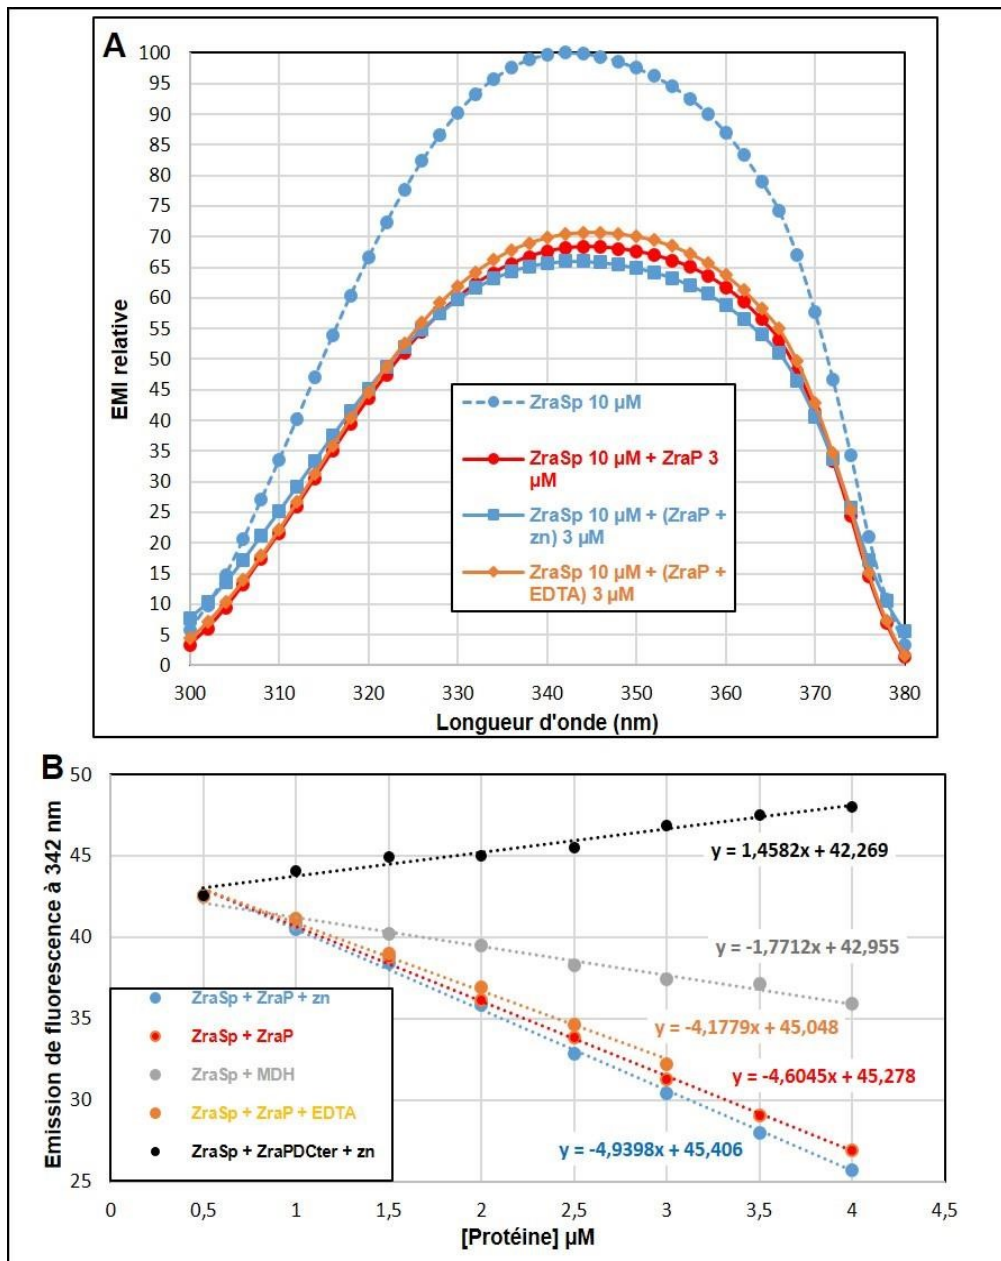 A
EMI relative
100
95
90
85
80
75
70
65
60
55
50
45
40
35
30
25
20
15
10
5
0
ZraSp 10 µM
ZraSp 10 µM + ZraP 3
µM
ZraSp 10 µM + (ZraP +
zn) 3 µM
ZraSp 10 µM + (ZraP +
EDTA) 3 µM
300 310 320 330 340 350 360 370 380
Longueur d'onde (nm)
B
Emission de fluorescence à 342 nm
50
45
40
35
30
25
y = 1,4582x + 42,269
y = -1,7712x + 42,955
y = -4,1779x + 45,048
y = -4,6045x + 45,278
y = -4,9398x + 45,406
ZraSp + ZraP + zn
ZraSp + ZraP
ZraSp + MDH
ZraSp + ZraP + EDTA
ZraSp + ZraPDCter + zn
0 0,5 1 1,5 2 2,5 3 3,5 4 4,5
[Protéine] µM